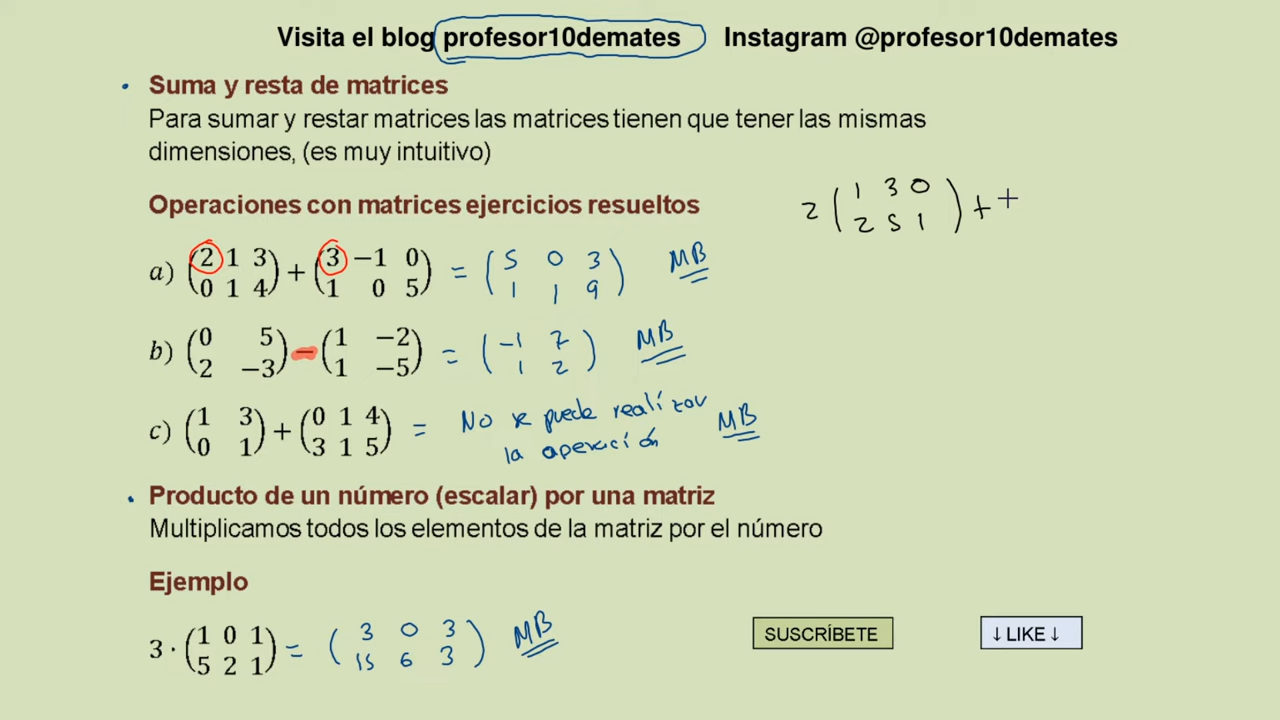 Visita el blog profesor10demates Instagram @profesor10demates
• Suma y resta de matrices
Para sumar y restar matrices las matrices tienen que tener las mismas
dimensiones, (es muy intuitivo)
Operaciones con matrices ejercicios resueltos
2 ( 1 3 0 ) + +
2 5 1
a) (2 1 3) + (3 −1 0) = ( 5 0 3 ) MB
0 1 4 1 0 5 1 1 9
b) (0 5) − (1 −2) = ( -1 7 ) MB
2 −3 1 −5 1 2
c) (1 3) + (0 1 4) = No se puede realizar MB
0 1 3 1 5 la operación
• Producto de un número (escalar) por una matriz
Multiplicamos todos los elementos de la matriz por el número
Ejemplo
3 · (1 0 1) = ( 3 0 3 ) MB
5 2 1 15 6 3
SUSCRÍBETE ↓ LIKE ↓